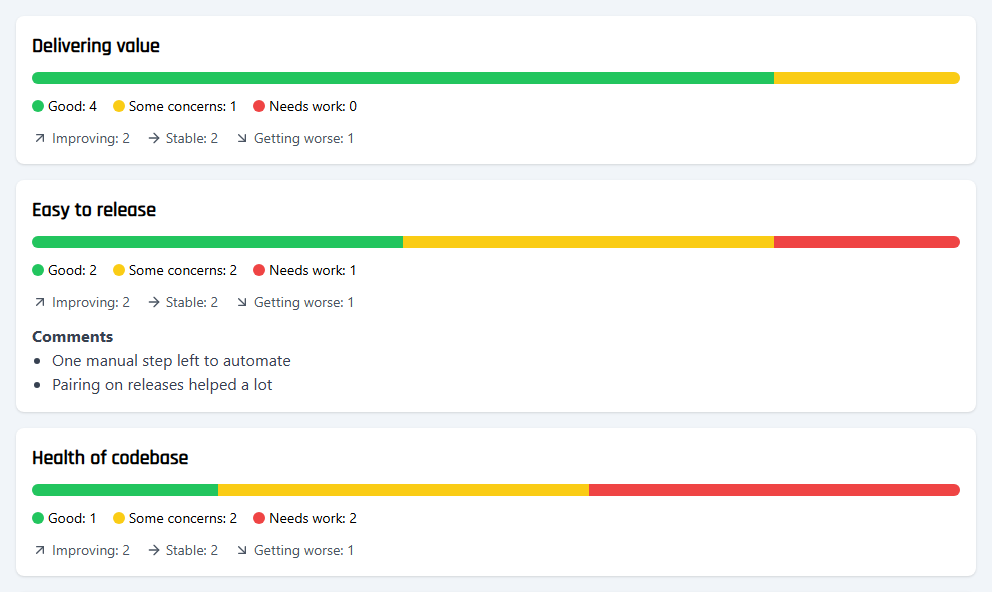 Delivering value
Good: 4 Some concerns: 1 Needs work: 0
Improving: 2 Stable: 2 Getting worse: 1
Easy to release
Good: 2 Some concerns: 2 Needs work: 1
Improving: 2 Stable: 2 Getting worse: 1
Comments
One manual step left to automate
Pairing on releases helped a lot
Health of codebase
Good: 1 Some concerns: 2 Needs work: 2
Improving: 2 Stable: 2 Getting worse: 1